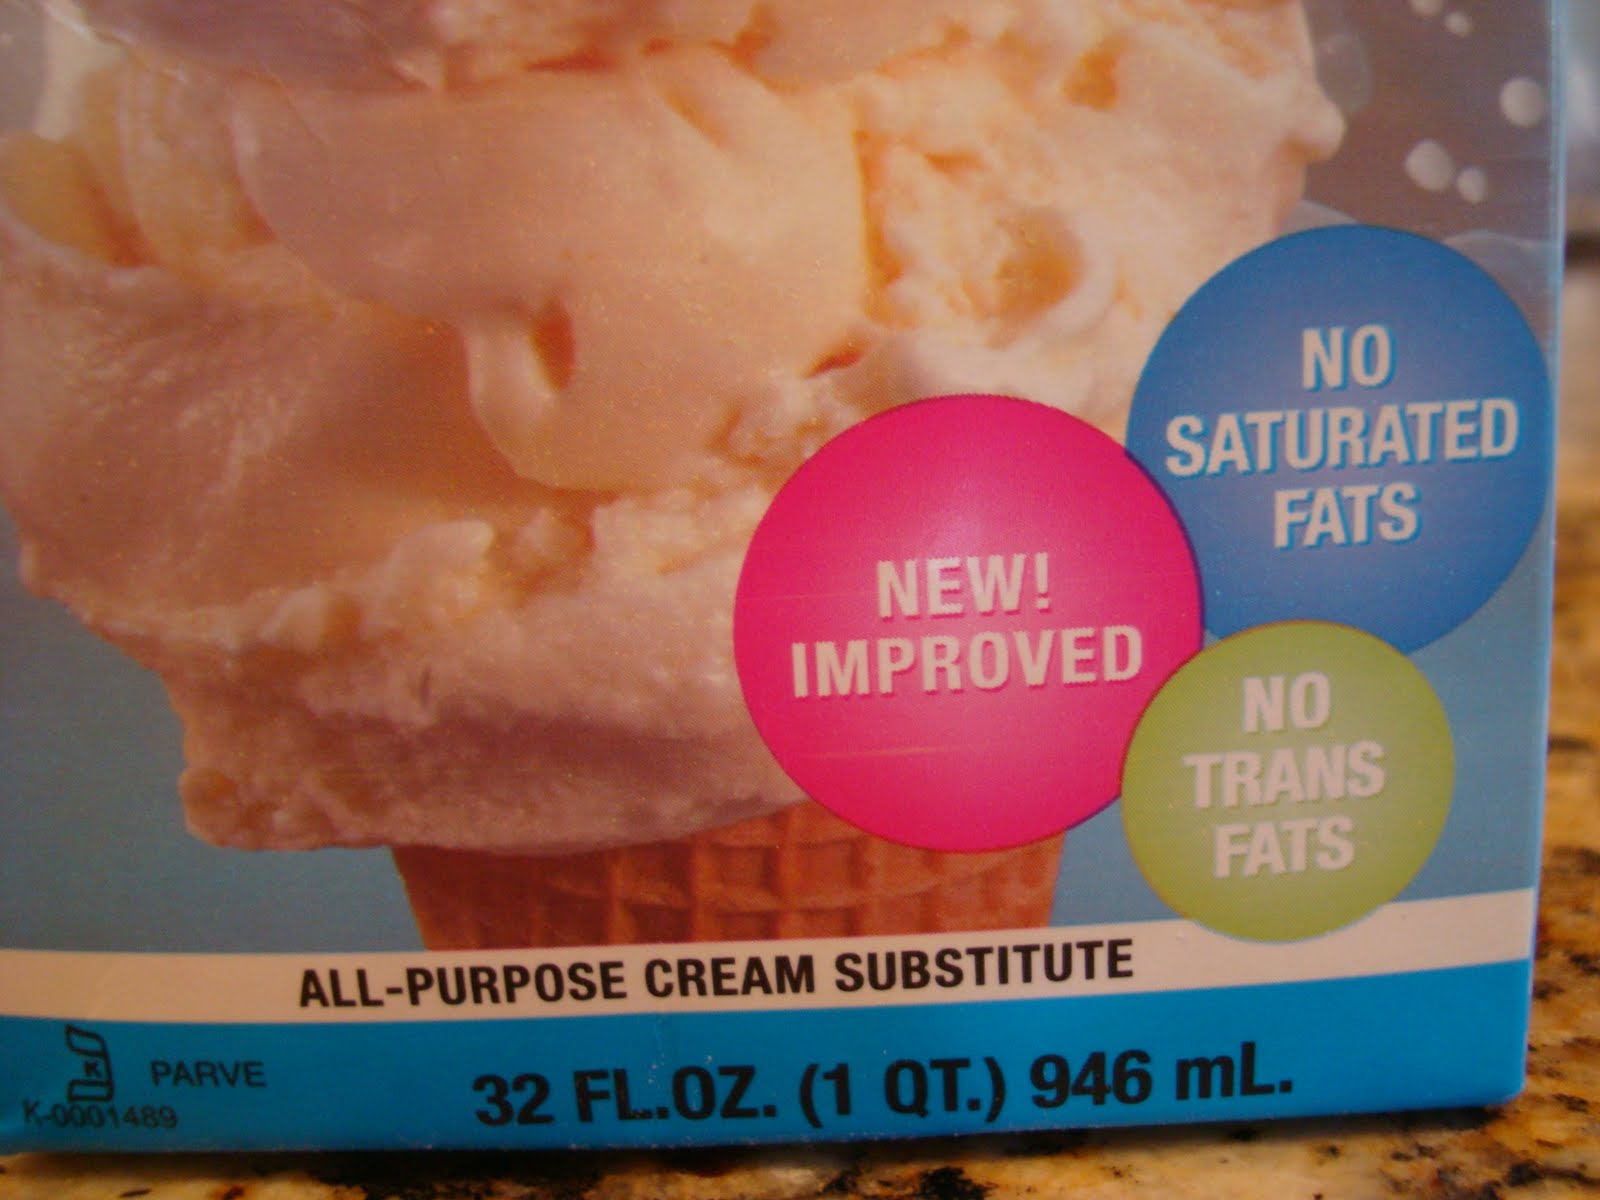 NO
SATURATED
FATS
NEW!
IMPROVED
NO
TRANS
FATS
ALL-PURPOSE CREAM SUBSTITUTE
K PARVE
K-0001489
32 FL.OZ. (1 QT.) 946 mL.